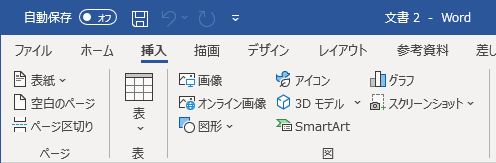 自動保存 オフ 文書 2 - Word
ファイル ホーム 挿入 描画 デザイン レイアウト 参考資料 差し
表紙 画像 アイコン グラフ
空白のページ 表 オンライン画像 3D モデル スクリーンショット
ページ区切り 図形 SmartArt
ページ 表 図